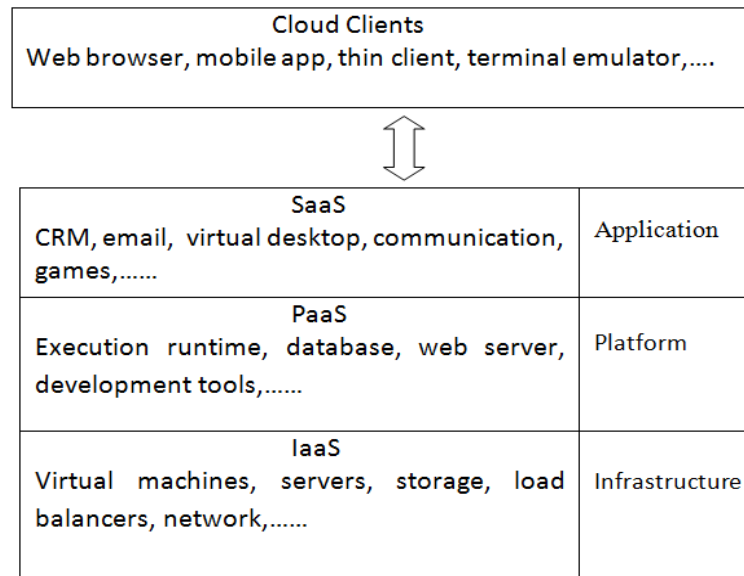 Cloud Clients
Web browser, mobile app, thin client, terminal emulator,....
SaaS
CRM, email, virtual desktop, communication,
games,......
Application
PaaS
Execution runtime, database, web server,
development tools,......
Platform
IaaS
Virtual machines, servers, storage, load
balancers, network,......
Infrastructure